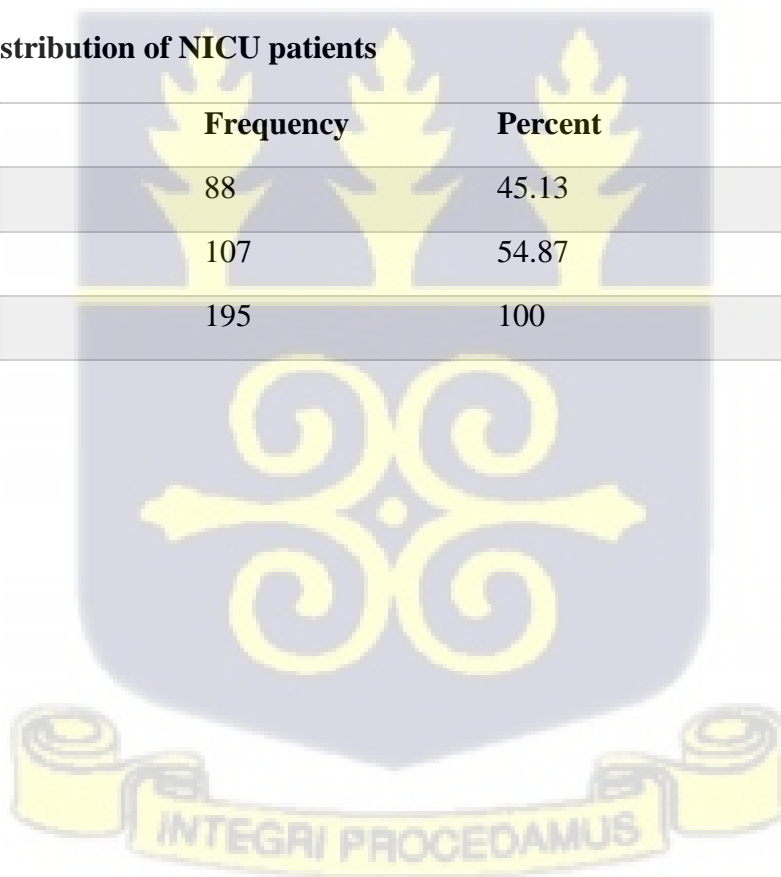 stribution of NICU patients
Frequency Percent
88 45.13
107 54.87
195 100
INTEGRI PROCEDAMUS